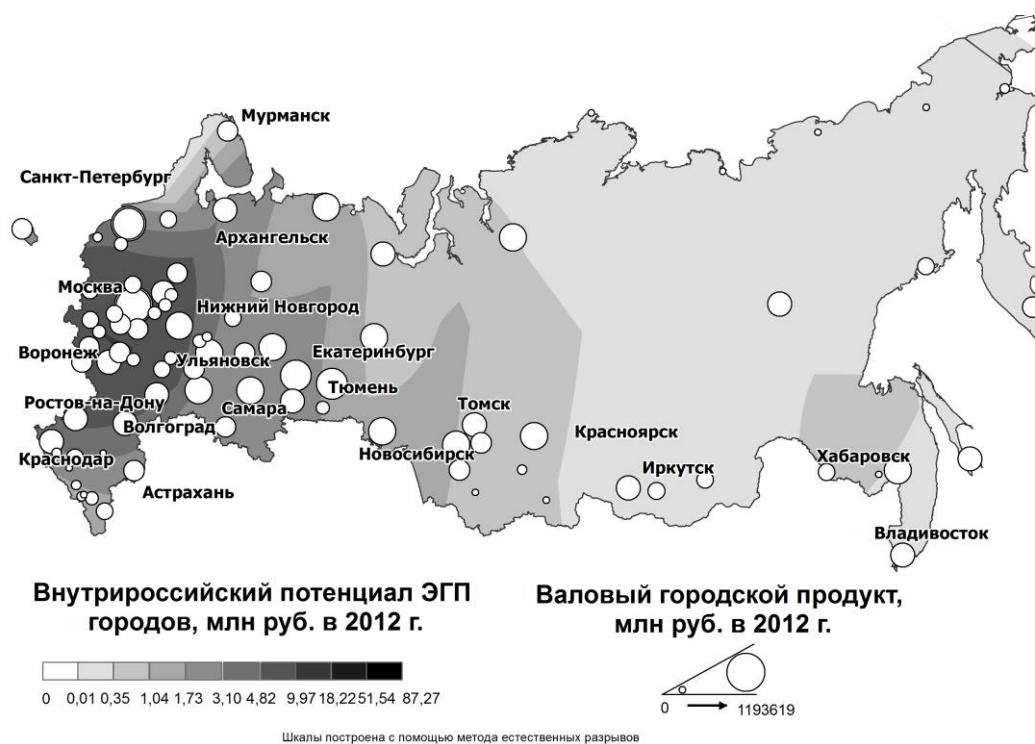 Мурманск
Санкт-Петербург
Архангельск
Москва
Нижний Новгород
Воронеж
Ульяновск
Екатеринбург
Тюмень
Ростов-на-Дону
Самара
Томск
Волгоград
Новосибирск
Красноярск
Краснодар
Иркутск
Хабаровск
Астрахань
Владивосток
Внутрироссийский потенциал ЭГП
городов, млн руб. в 2012 г.
0 0,01 0,35 1,04 1,73 3,10 4,82 9,97 18,22 51,54 87,27
Валовый городской продукт,
млн руб. в 2012 г.
0 1193619
Шкалы построена с помощью метода естественных разрывов